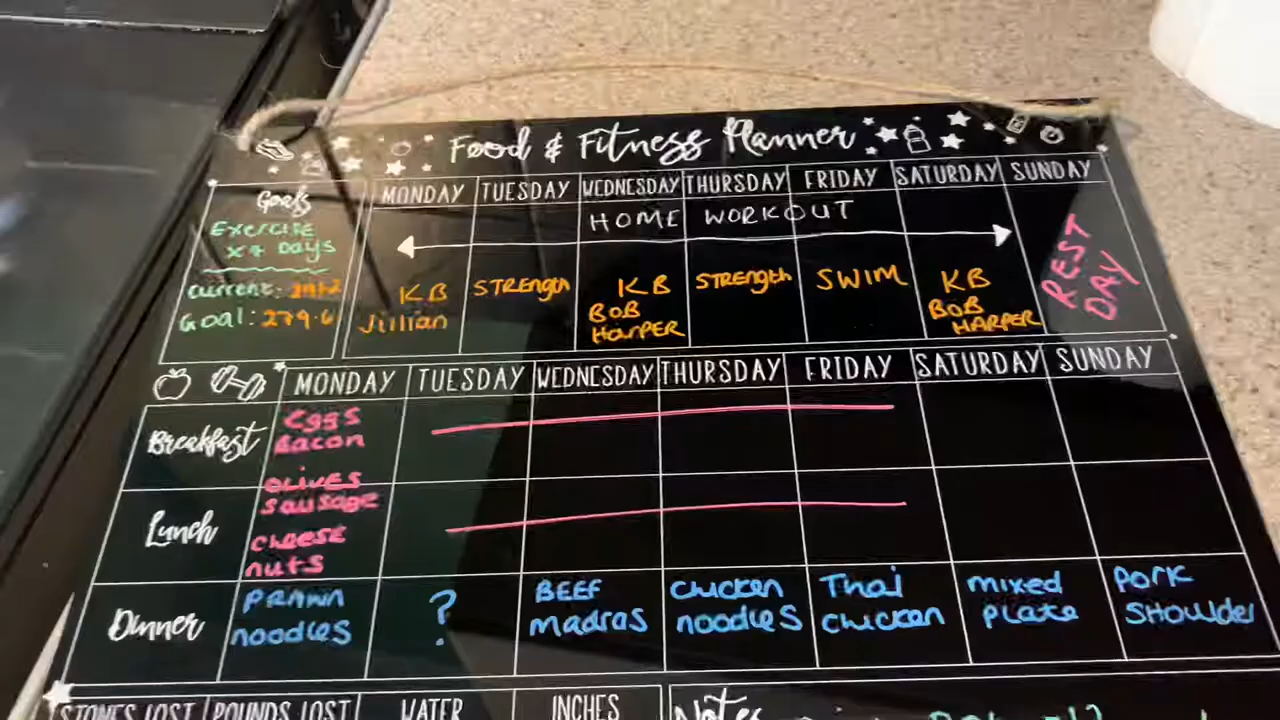 Food & Fitness Planner
Goals
MONDAY TUESDAY WEDNESDAY THURSDAY FRIDAY SATURDAY SUNDAY
HOME WORKOUT
Exercise
x 7 Days
Current:
Goal: 279.6
KB
Jillian
STRENGTH
KB
BOB
HARPER
STRENGTH
SWIM
KB
BOB
HARPER
REST
DAY
MONDAY TUESDAY WEDNESDAY THURSDAY FRIDAY SATURDAY SUNDAY
Breakfast
Eggs
Bacon
Lunch
OLIVES
sausage
cheese
nuts
Dinner
PRAWN
noodles
?
BEEF
madras
Chicken
noodles
Thai
chicken
mixed
plate
PORK
SHOulder
STONES LOST POUNDS LOST WATER INCHES
Notes